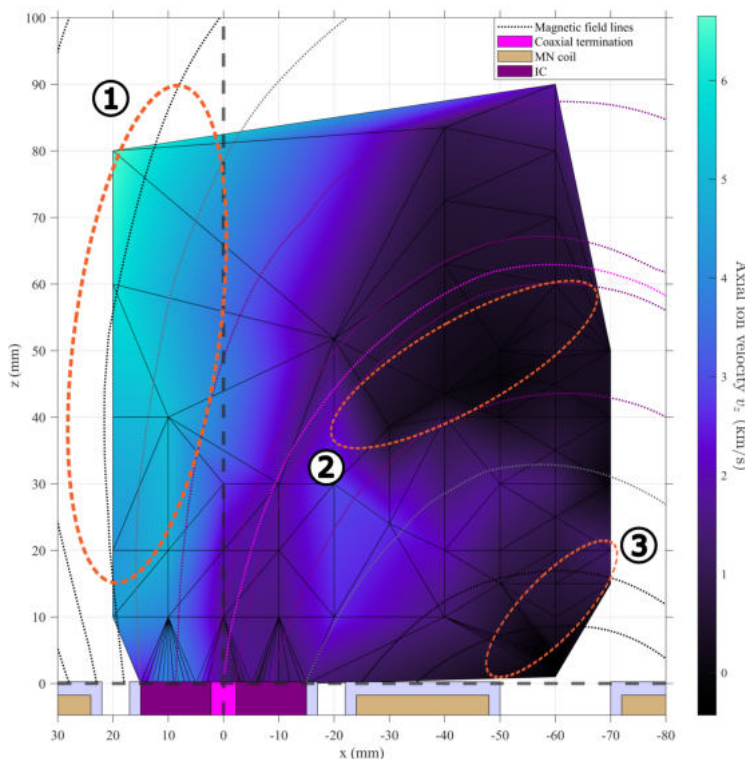 Magnetic field lines
Coaxial termination
MN coil
IC
1
2
3
100
90
80
70
60
50
40
30
20
10
0
z (mm)
30 20 10 0 -10 -20 -30 -40 -50 -60 -70 -80
x (mm)
6
5
4
3
2
1
0
Axial ion velocity v_z (km/s)